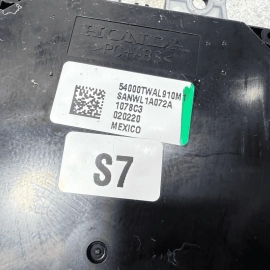 HONDA
54000TWAL910M1
SANWL1A072A
1078C3
020220
MEXICO
S7